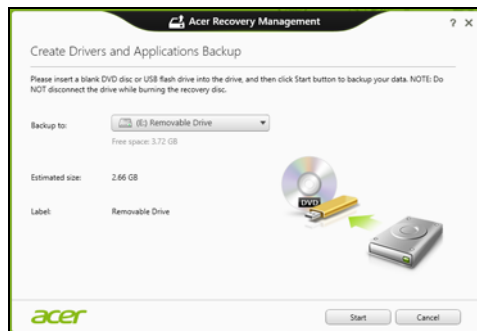 Acer Recovery Management
? ×
Create Drivers and Applications Backup
Please insert a blank DVD disc or USB flash drive into the drive, and then click Start button to backup your data. NOTE: Do
NOT disconnect the drive while burning the recovery disc.
Backup to: (E:) Removable Drive
Free space: 3.72 GB
Estimated size: 2.66 GB
Label: Removable Drive
DVD
acer Start Cancel